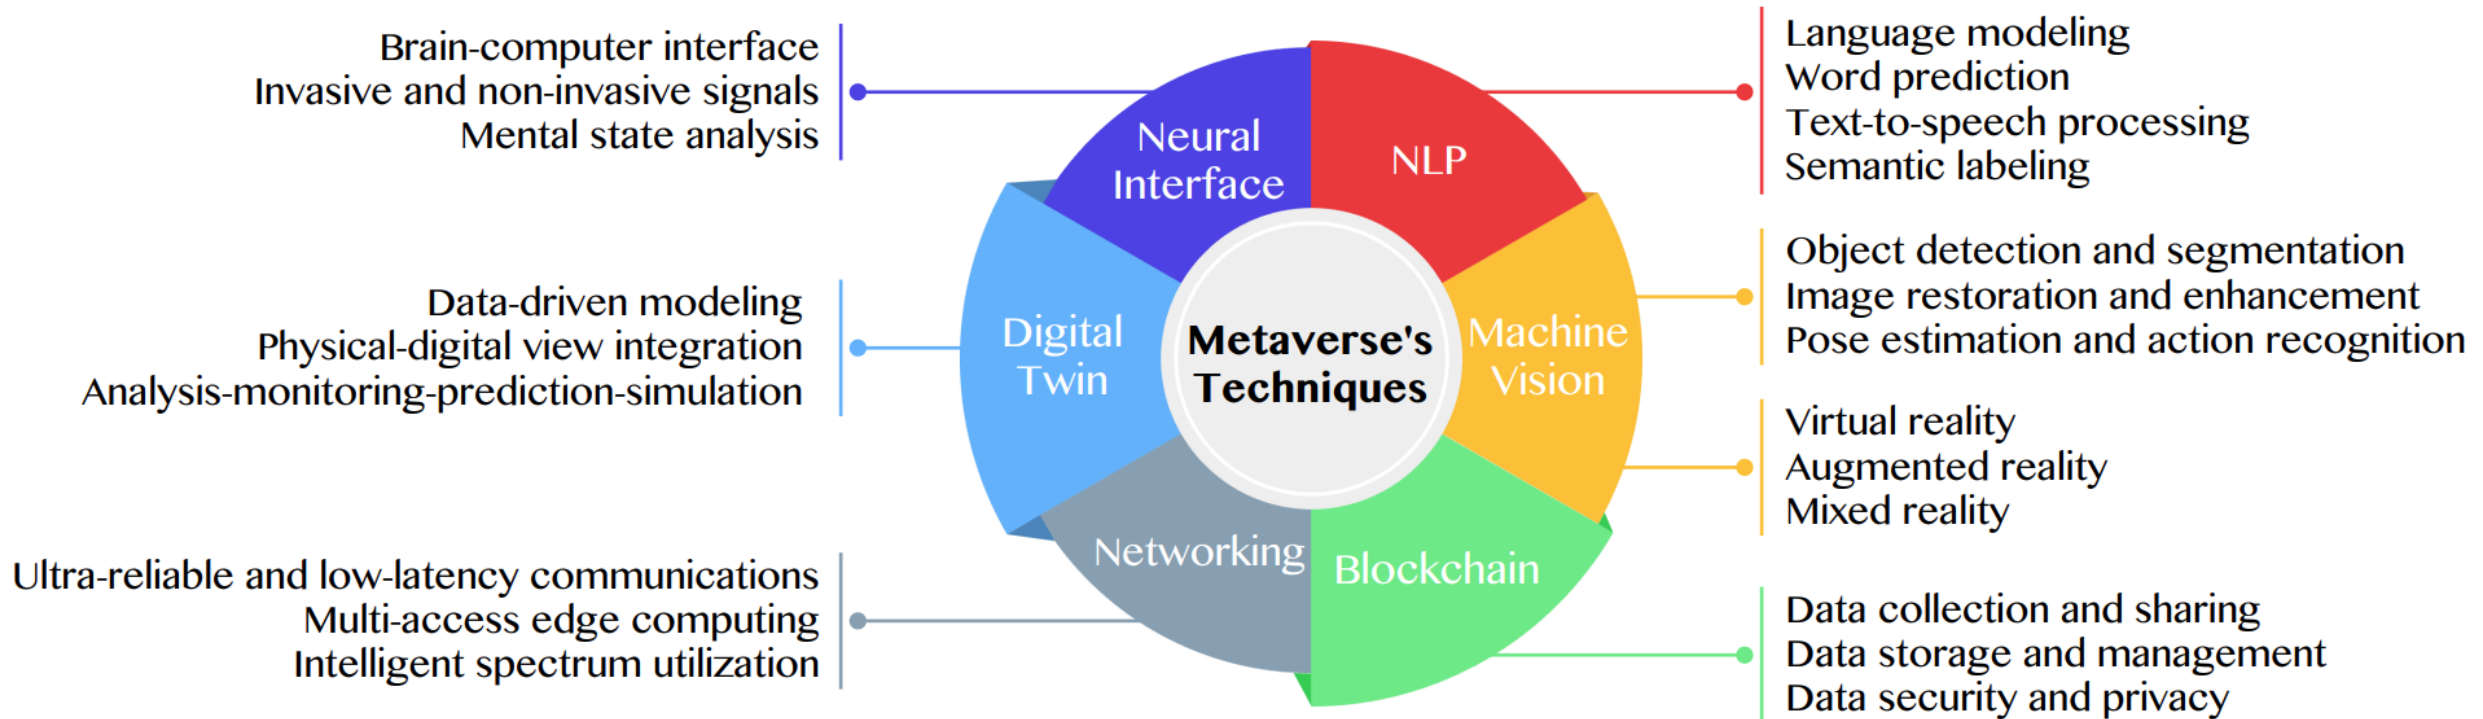 Brain-computer interface
Invasive and non-invasive signals
Mental state analysis
Data-driven modeling
Physical-digital view integration
Analysis-monitoring-prediction-simulation
Ultra-reliable and low-latency communications
Multi-access edge computing
Intelligent spectrum utilization
Neural
Interface
NLP
Digital
Twin
Metaverse's
Techniques
Machine
Vision
Networking
Blockchain
Language modeling
Word prediction
Text-to-speech processing
Semantic labeling
Object detection and segmentation
Image restoration and enhancement
Pose estimation and action recognition
Virtual reality
Augmented reality
Mixed reality
Data collection and sharing
Data storage and management
Data security and privacy